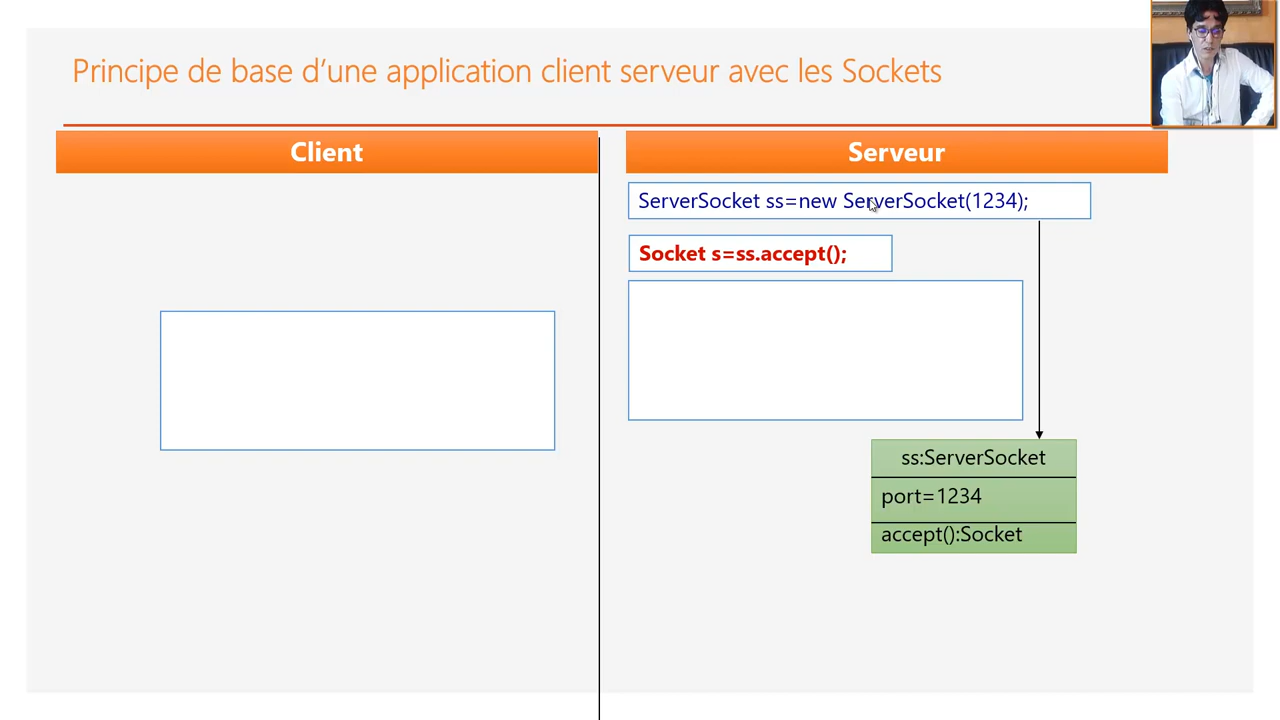 Principe de base d’une application client serveur avec les Sockets
Client
Serveur
ServerSocket ss=new ServerSocket(1234);
Socket s=ss.accept();
ss:ServerSocket
port=1234
accept():Socket